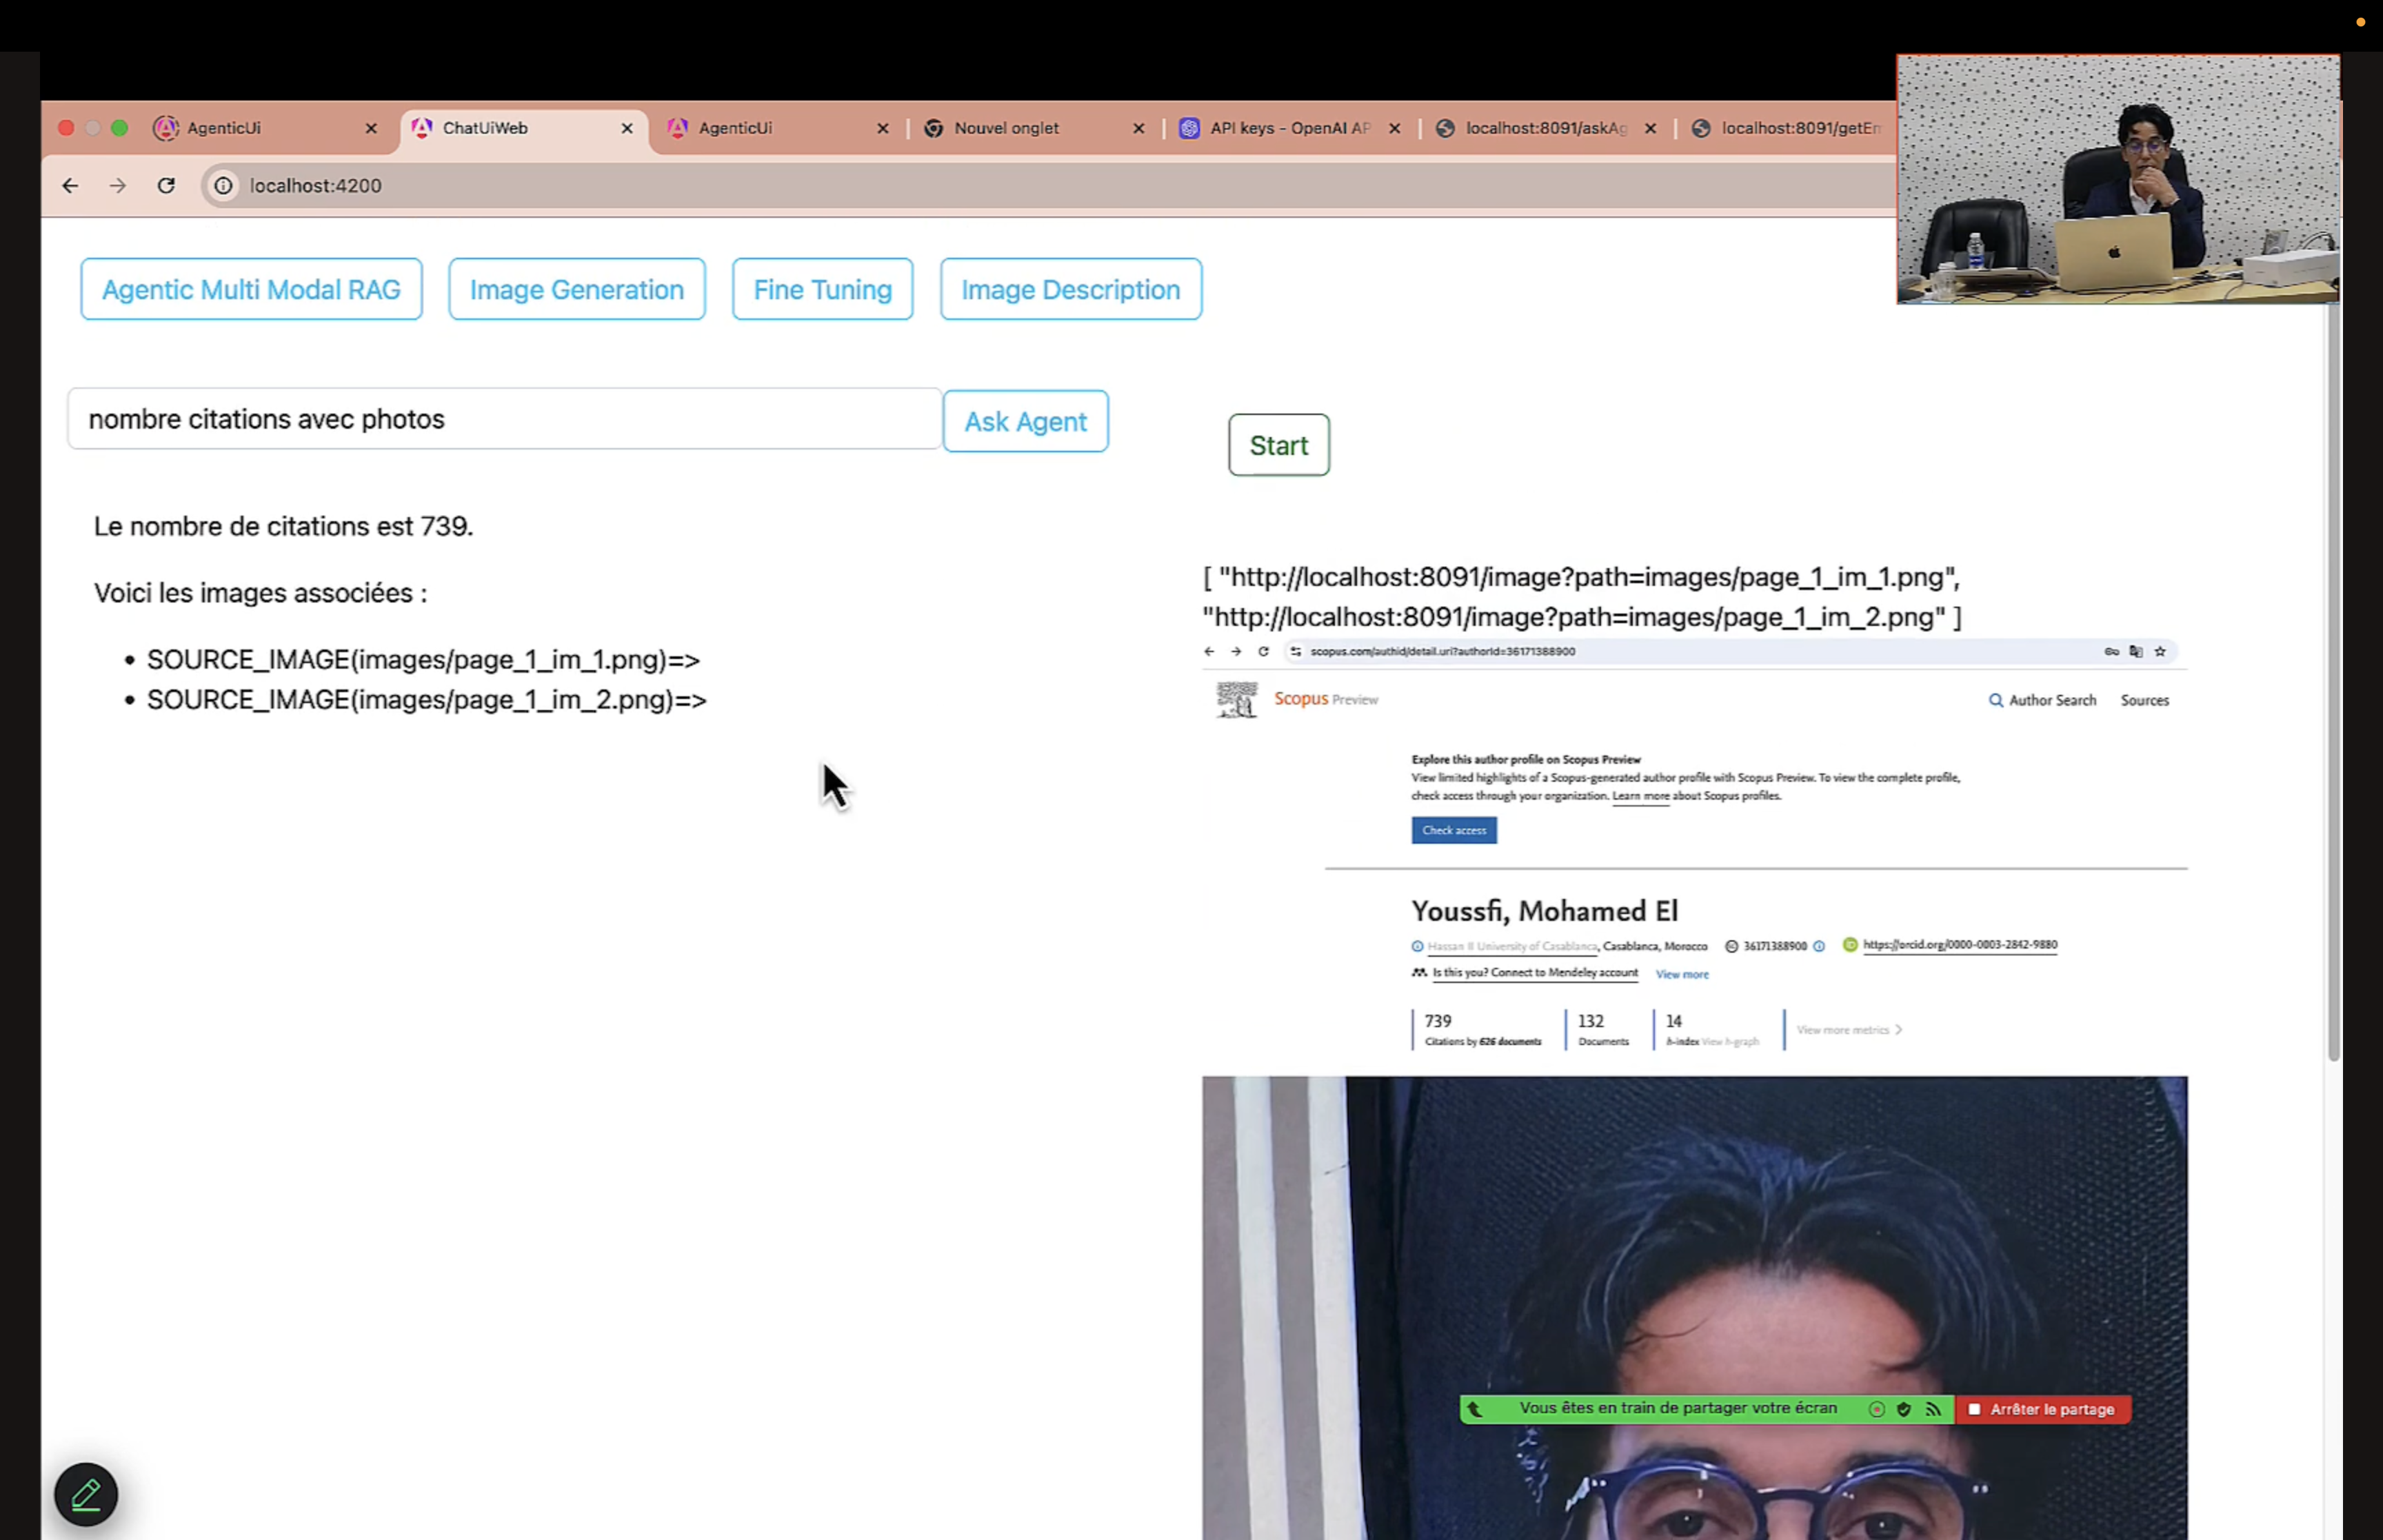 AgenticUi
ChatUiWeb
AgenticUi
Nouvel onglet
API keys - OpenAI AP
localhost:8091/askAg
localhost:8091/getEm
localhost:4200
Agentic Multi Modal RAG
Image Generation
Fine Tuning
Image Description
nombre citations avec photos
Ask Agent
Start
Le nombre de citations est 739.
Voici les images associées :
• SOURCE_IMAGE(images/page_1_im_1.png)=>
• SOURCE_IMAGE(images/page_1_im_2.png)=>
[ "http://localhost:8091/image?path=images/page_1_im_1.png",
"http://localhost:8091/image?path=images/page_1_im_2.png" ]
scopus.com/authid/detail.uri?authorId=36171388900
Scopus Preview
Author Search
Sources
Explore this author profile on Scopus Preview
View limited highlights of a Scopus-generated author profile with Scopus Preview. To view the complete profile,
check access through your organization. Learn more about Scopus profiles.
Check access
Youssfi, Mohamed El
Hassan II University of Casablanca, Casablanca, Morocco
36171388900
https://orcid.org/0000-0003-2842-9880
Is this you? Connect to Mendeley account
View more
739
Citations by 626 documents
132
Documents
14
h-index View h-graph
View more metrics >
Vous êtes en train de partager votre écran
Arrêter le partage